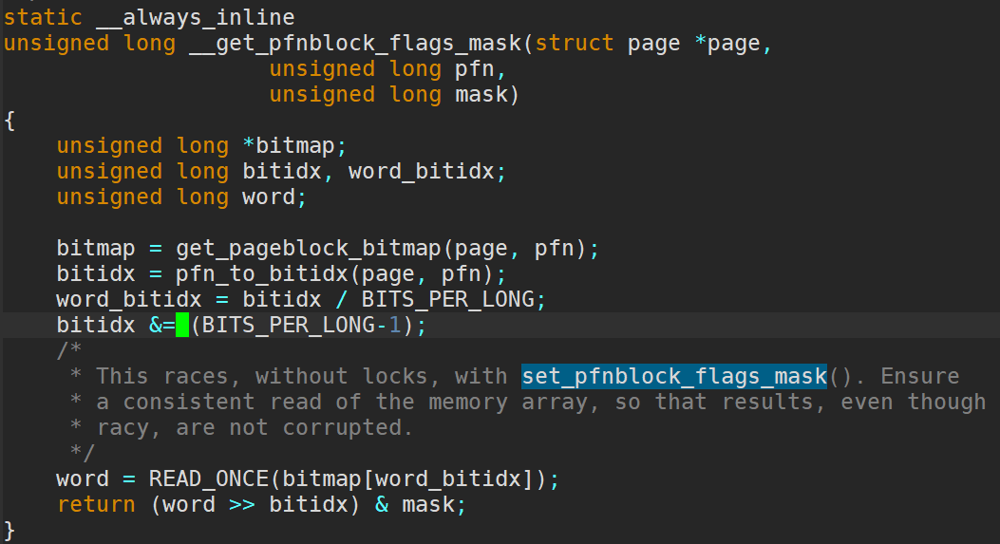 static __always_inline
unsigned long __get_pfnblock_flags_mask(struct page *page,
                    unsigned long pfn,
                    unsigned long mask)
{
    unsigned long *bitmap;
    unsigned long bitidx, word_bitidx;
    unsigned long word;

    bitmap = get_pageblock_bitmap(page, pfn);
    bitidx = pfn_to_bitidx(page, pfn);
    word_bitidx = bitidx / BITS_PER_LONG;
    bitidx &= (BITS_PER_LONG-1);
    /*
     * This races, without locks, with set_pfnblock_flags_mask(). Ensure
     * a consistent read of the memory array, so that results, even though
     * racy, are not corrupted.
     */
    word = READ_ONCE(bitmap[word_bitidx]);
    return (word >> bitidx) & mask;
}